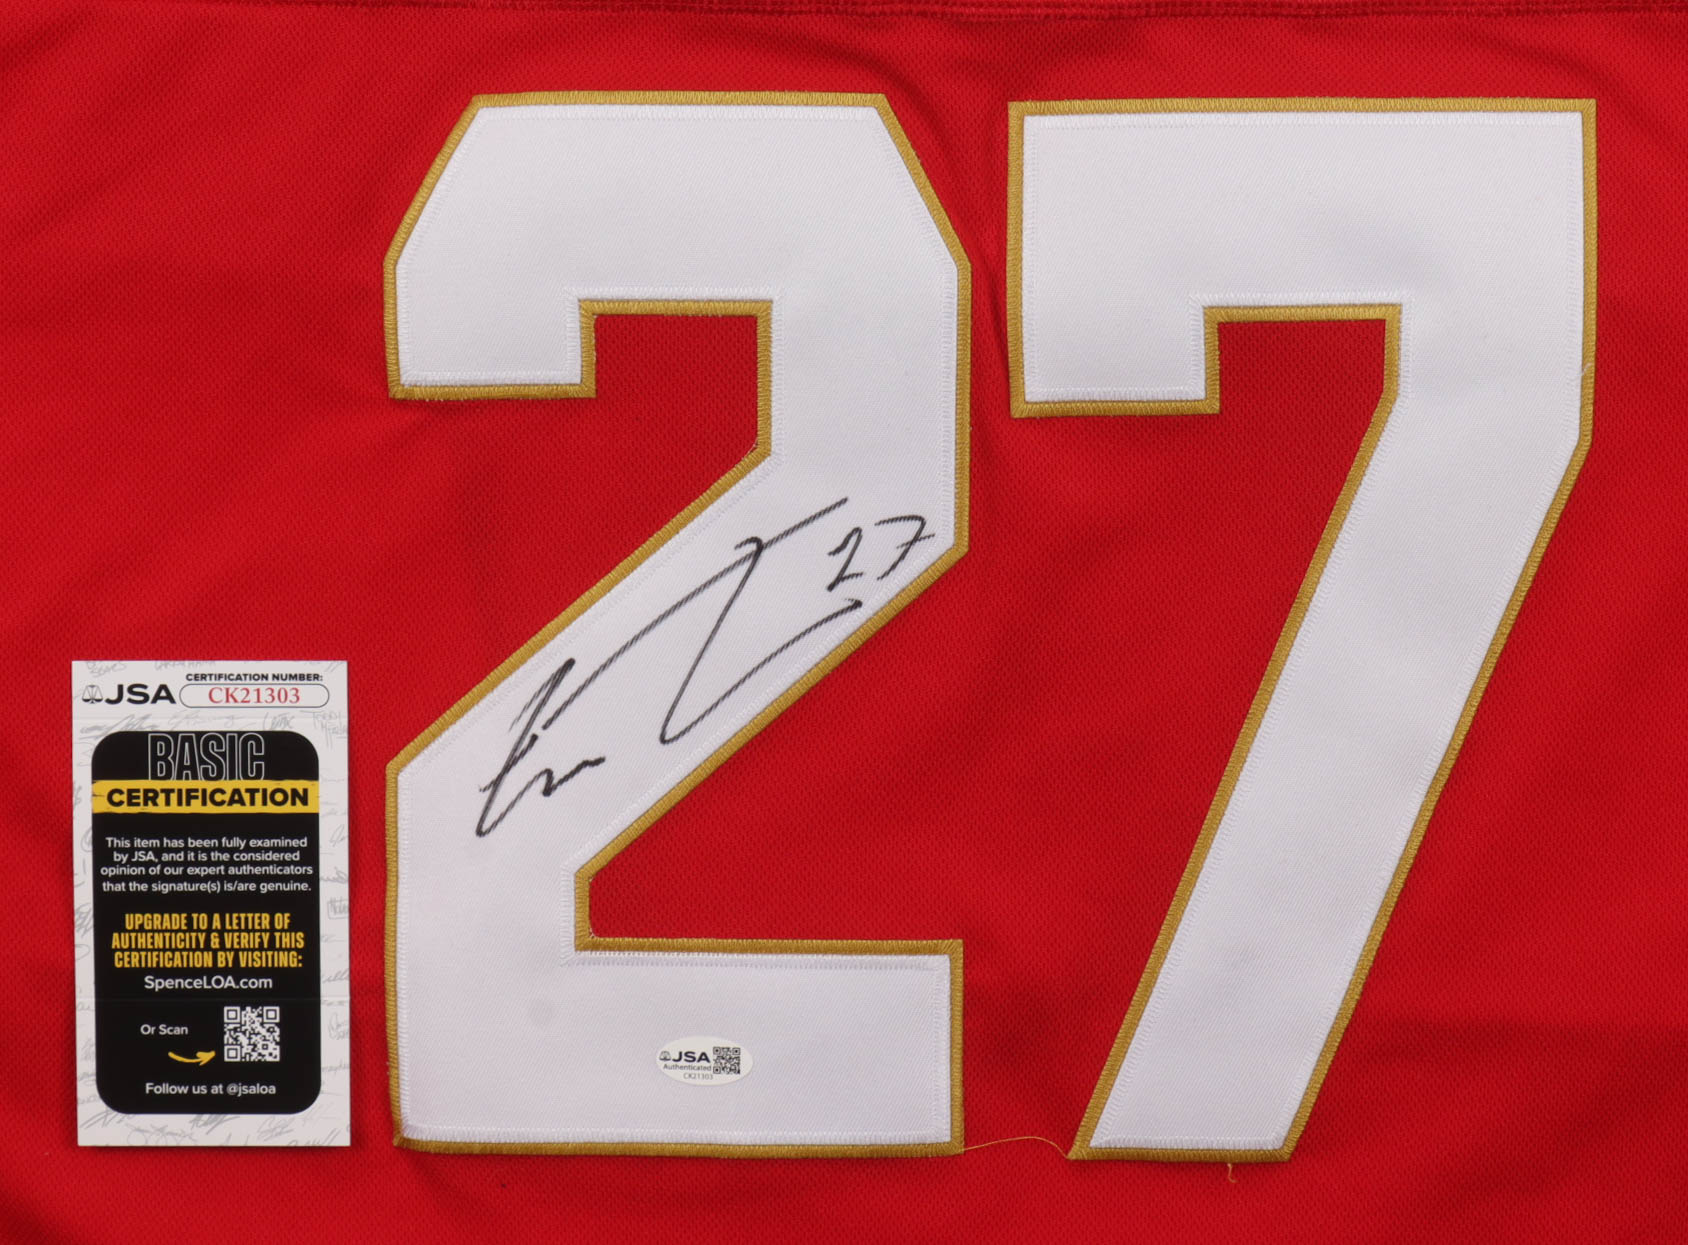 27
27
CERTIFICATION NUMBER:
JSA CK21303
BASIC
CERTIFICATION
This item has been fully examined
by JSA, and it is the considered
opinion of our expert authenticators
that the signature(s) is/are genuine.
UPGRADE TO A LETTER OF
AUTHENTICITY & VERIFY THIS
CERTIFICATION BY VISITING:
SpenceLOA.com
Or Scan
Follow us at @jsaloa
JSA
Authenticated
CK21303